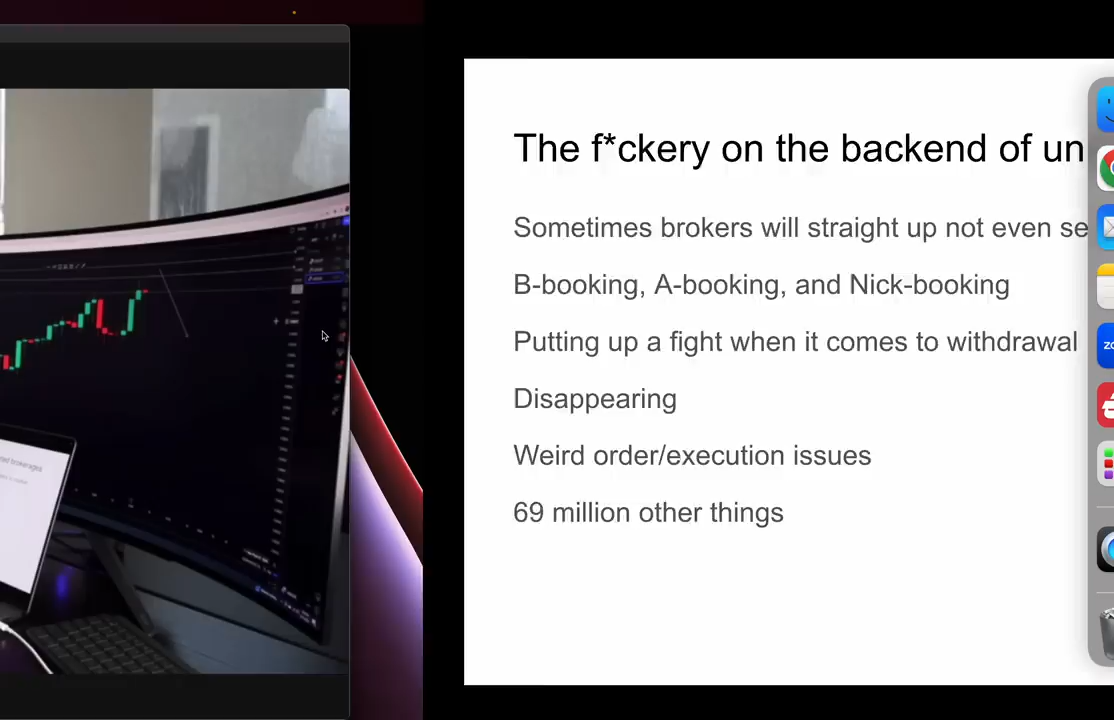 The f*ckery on the backend of un
Sometimes brokers will straight up not even se
B-booking, A-booking, and Nick-booking
Putting up a fight when it comes to withdrawal
Disappearing
Weird order/execution issues
69 million other things